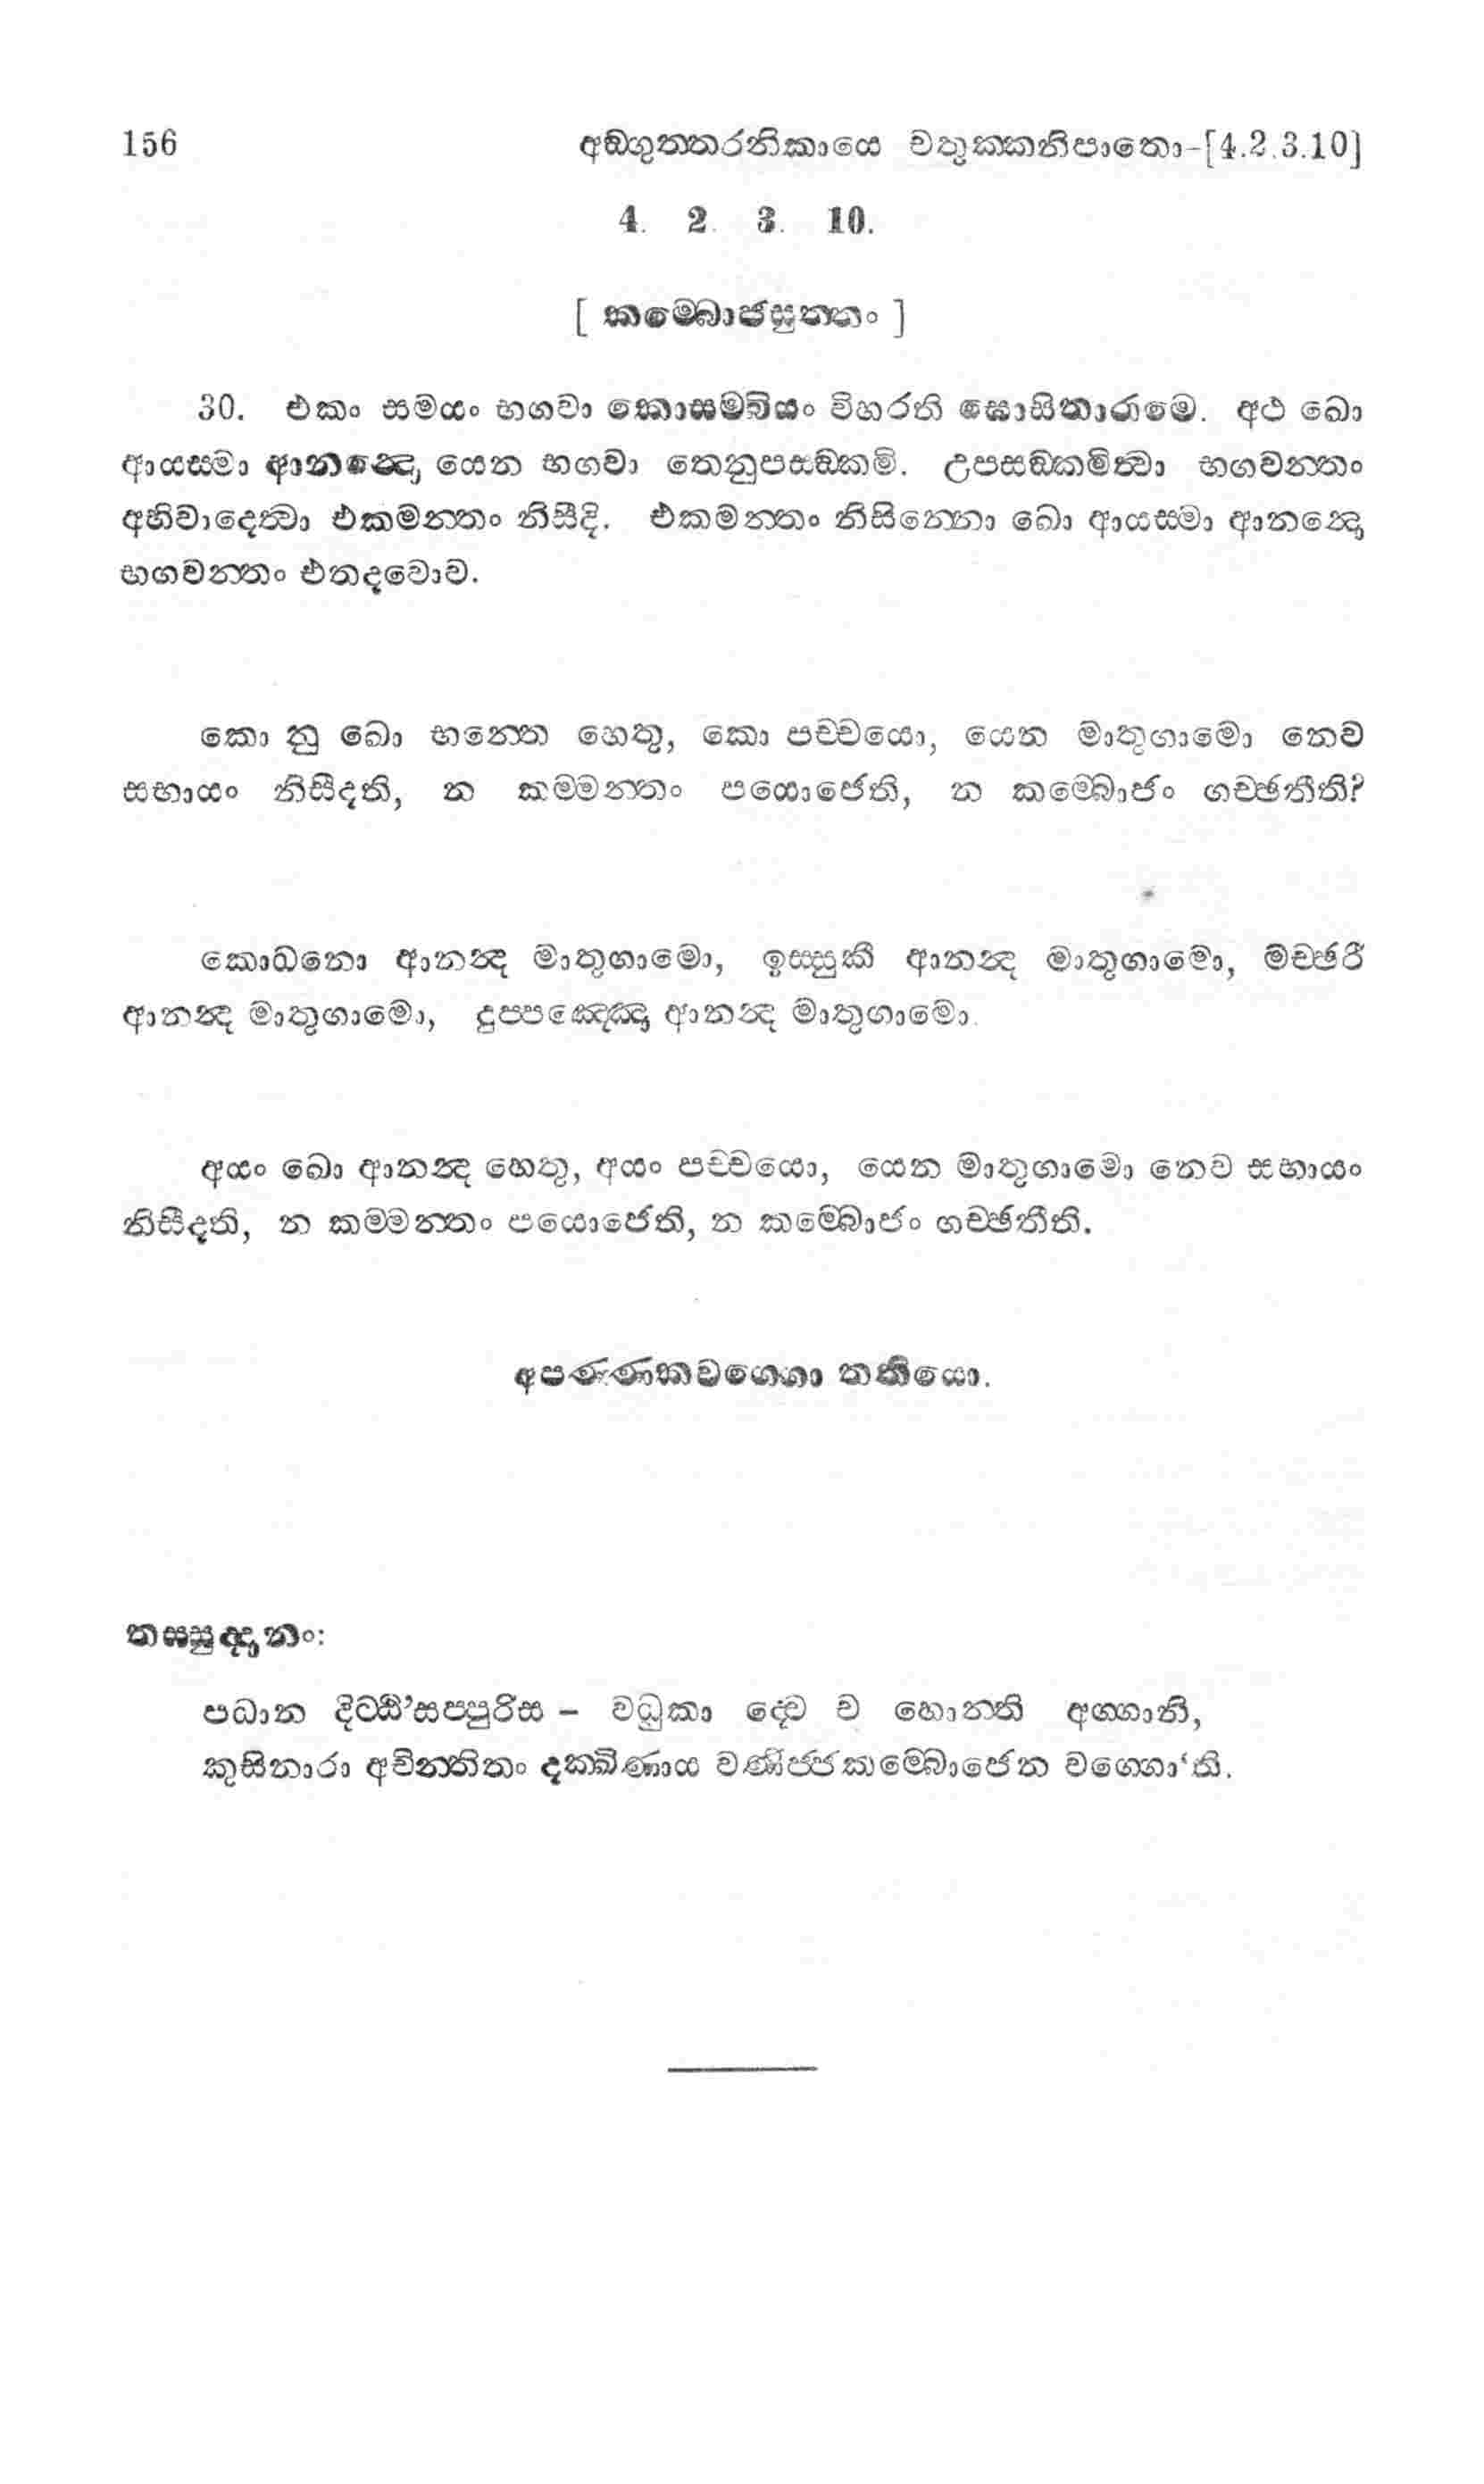 156 අඞ්ගුත්තරනිකායෙ චතුක්කනිපාතො-[4.2.3.10]
4. 2. 3. 10.
[ කම්බොජසුත්තං ]
30. එකං සමයං භගවා කොසම්බියං විහරති ඝොසිතාරාමෙ. අථ ඛො
ආයස්මා ආනන්‍දො යෙන භගවා තෙනුපසඞ්කමි. උපසඞ්කමිත්‍වා භගවන්තං
අභිවාදෙත්‍වා එකමන්තං නිසීදි. එකමන්තං නිසින්නො ඛො ආයස්මා ආනන්‍දො
භගවන්තං එතදවොච.
කො නු ඛො භන්තෙ හෙතු, කො පච්චයො, යෙන මාතුගාමො නෙව
සභායං නිසීදති, න කම්මන්තං පයොජෙති, න කම්බොජං ගච්ඡතීති?
කොධනො ආනන්‍ද මාතුගාමො, ඉස්සුකී ආනන්‍ද මාතුගාමො, මච්ඡරී
ආනන්‍ද මාතුගාමො, දුප්පඤ්ඤො ආනන්‍ද මාතුගාමො.
අයං ඛො ආනන්‍ද හෙතු, අයං පච්චයො, යෙන මාතුගාමො නෙව සභායං
නිසීදති, න කම්මන්තං පයොජෙති, න කම්බොජං ගච්ඡතීති.
අපණ්ණකවග්ගො තතියො.
තස්සුද්දානං:
පධාන දිට්ඨි’සප්පුරිස – වධුකා ද්වෙ ච හොන්ති අග්ගානි,
කුසිනාරා අචින්තිතං දක්ඛිණාය වණිජ්ජකම්බොජෙන වග්ගො‘ති.